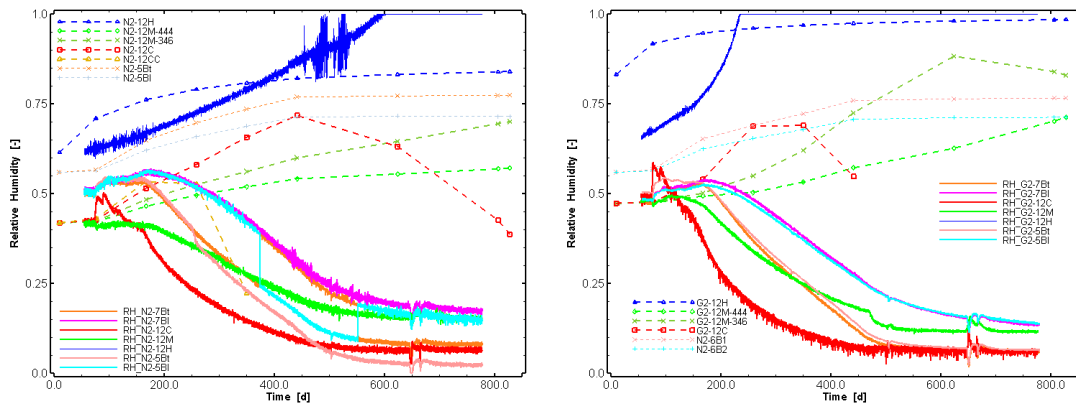 1.0
0.75
0.5
0.25
0.0
Relative Humidity [-]
N2-12H
N2-12M-444
N2-12M-346
N2-12C
N2-12CC
N2-5Bt
N2-5Bl
RH_N2-7Bt
RH_N2-7Bl
RH_N2-12C
RH_N2-12M
RH_N2-12H
RH_N2-5Bt
RH_N2-5Bl
0.0
200.0
400.0
600.0
800.0
Time [d]
1.0
0.75
0.5
0.25
0.0
Relative Humidity [-]
RH_G2-7Bt
RH_G2-7Bl
RH_G2-12C
RH_G2-12M
RH_G2-12H
RH_G2-5Bt
RH_G2-5Bl
G2-12H
G2-12M-444
G2-12M-346
G2-12C
N2-6B1
N2-6B2
0.0
200.0
400.0
600.0
800.0
Time [d]